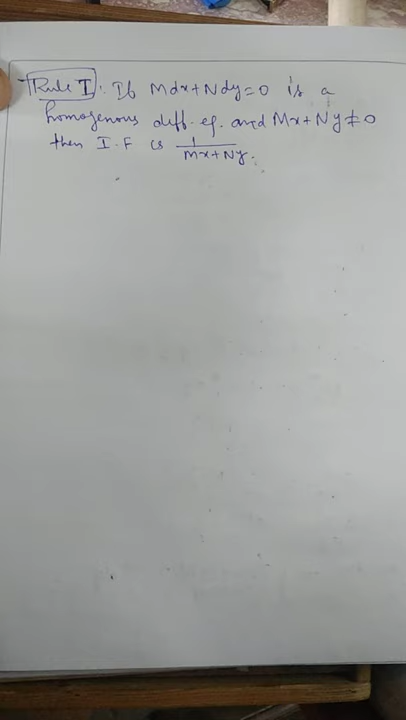 Rule I: If Mdx+Ndy=0 is a
homogenous diff. eq. and Mx+Ny≠0
then I.F is 1/(Mx+Ny).